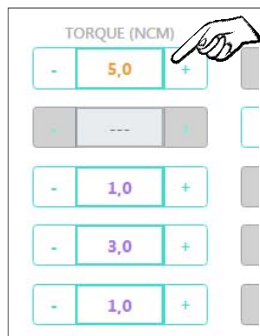 TORQUE (NCM)
- 5,0 +
- --- +
- 1,0 +
- 3,0 +
- 1,0 +